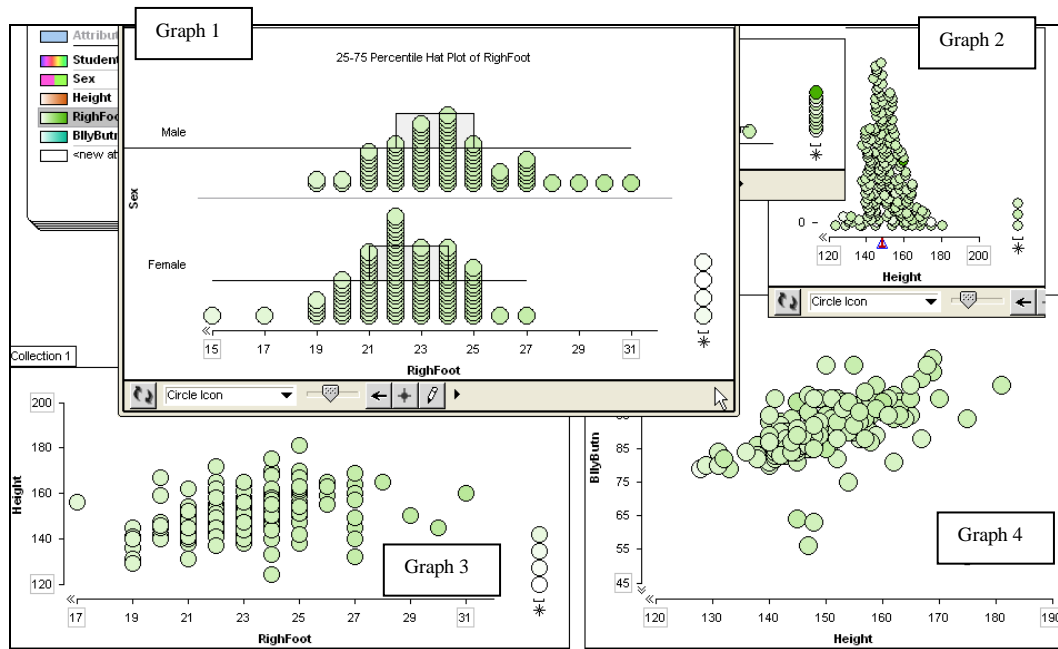 Attribute
Student
Sex
Height
RighFoo
BllyButn
<new at
Graph 1
25-75 Percentile Hat Plot of RighFoot
Male
Sex
Female
15 17 19 21 23 25 27 29 31
RighFoot
Circle Icon
Graph 2
0
120 140 160 180 200
Height
Circle Icon
Collection 1
200
180
160
140
120
Height
17 19 21 23 25 27 29 31
RighFoot
Graph 3
85
75
65
55
45
BllyButn
120 130 140 150 160 170 180 190
Height
Graph 4